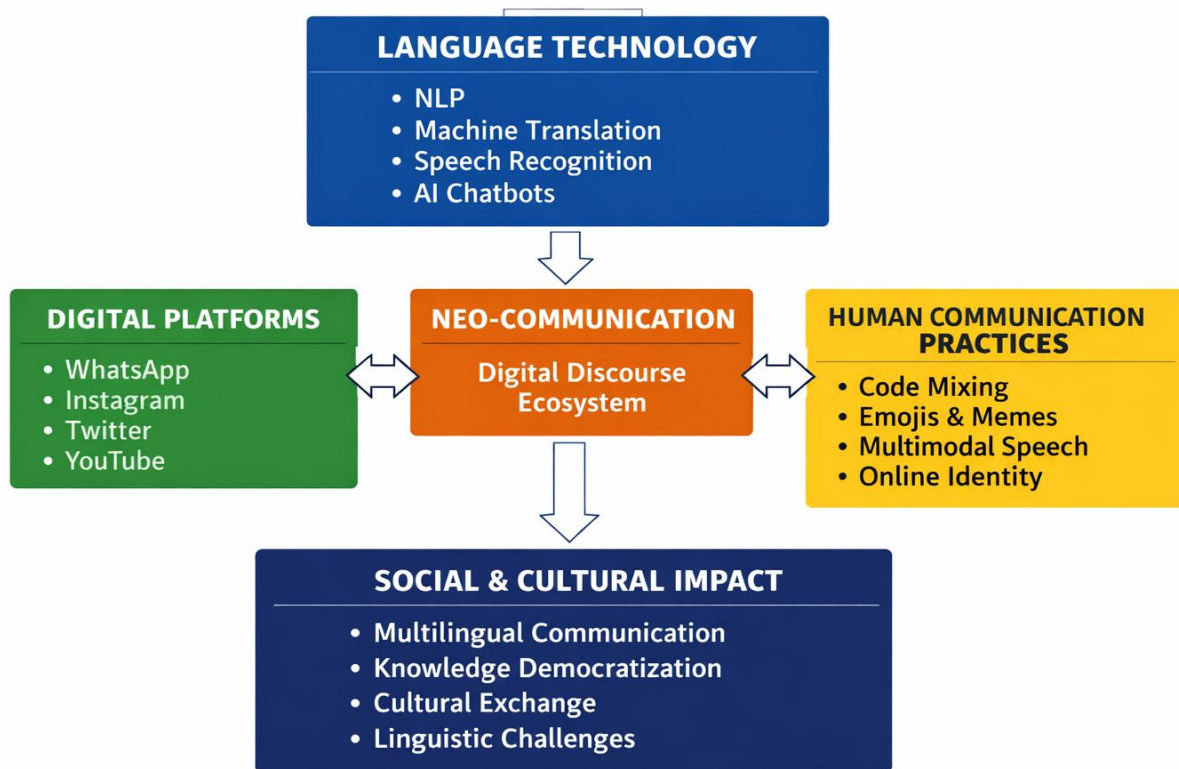 LANGUAGE TECHNOLOGY
• NLP
• Machine Translation
• Speech Recognition
• AI Chatbots
DIGITAL PLATFORMS
• WhatsApp
• Instagram
• Twitter
• YouTube
NEO-COMMUNICATION
Digital Discourse
Ecosystem
HUMAN COMMUNICATION
PRACTICES
• Code Mixing
• Emojis & Memes
• Multimodal Speech
• Online Identity
SOCIAL & CULTURAL IMPACT
• Multilingual Communication
• Knowledge Democratization
• Cultural Exchange
• Linguistic Challenges